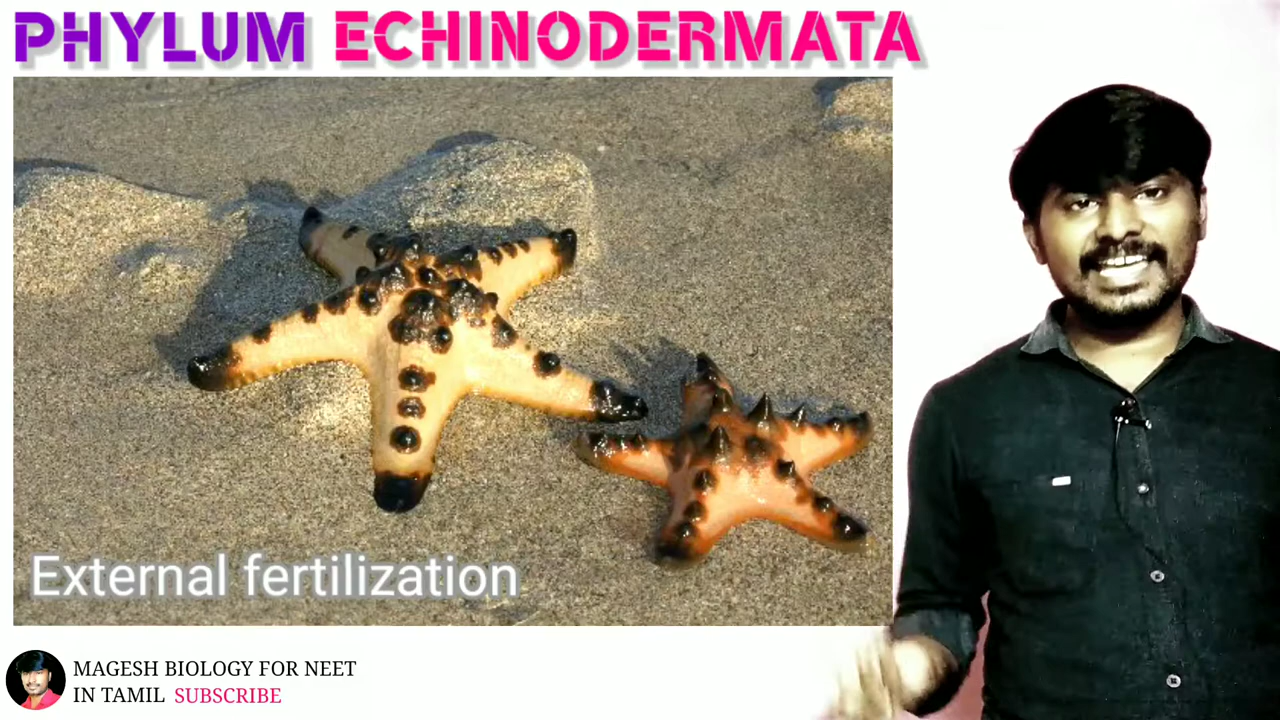 PHYLUM ECHINODERMATA
External fertilization
MAGESH BIOLOGY FOR NEET
IN TAMIL SUBSCRIBE